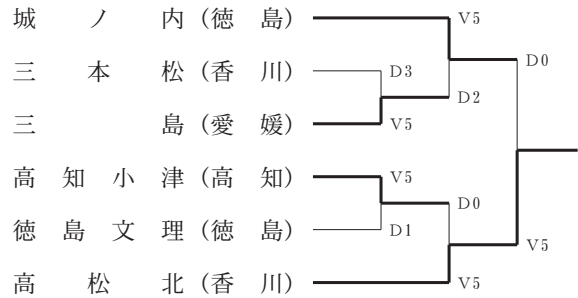 城ノ内(徳島) V5
D0
三本松(香川) D3
D2
三島(愛媛) V5
高知小津(高知) V5
D0
徳島文理(徳島) D1
V5
高松北(香川) V5